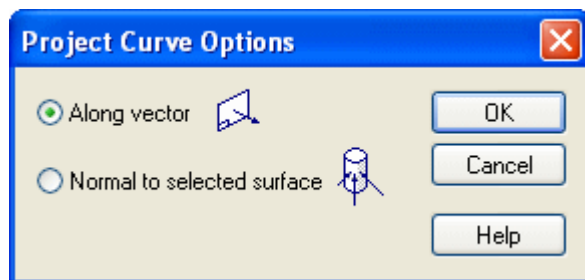 Project Curve Options
Along vector
OK
Normal to selected surface
Cancel
Help